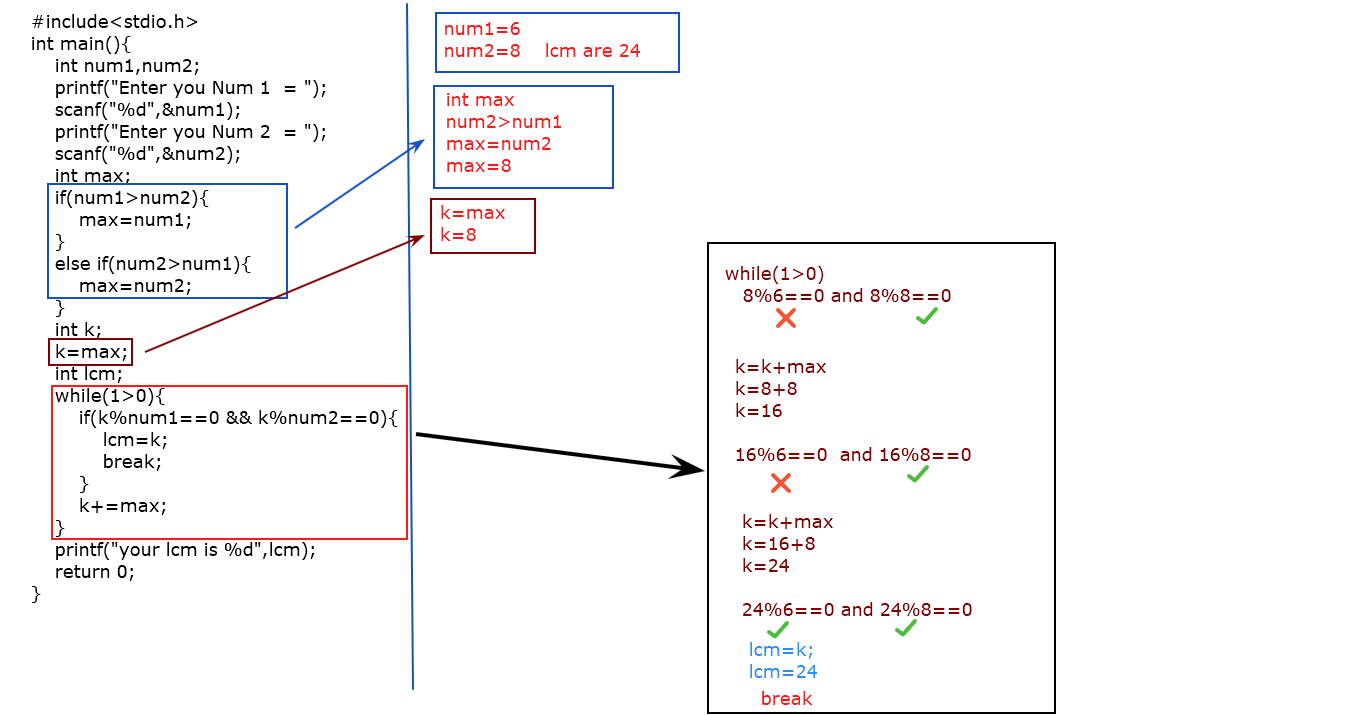 #include<stdio.h>
int main(){
int num1,num2;
printf("Enter you Num 1  = ");
scanf("%d",&num1);
printf("Enter you Num 2  = ");
scanf("%d",&num2);
int max;
if(num1>num2){
max=num1;
}
else if(num2>num1){
max=num2;
}
int k;
k=max;
int lcm;
while(1>0){
if(k%num1==0 && k%num2==0){
lcm=k;
break;
}
k+=max;
}
printf("your lcm is %d",lcm);
return 0;
}
num1=6
num2=8    lcm are 24
int max
num2>num1
max=num2
max=8
k=max
k=8
while(1>0)
8%6==0 and 8%8==0
k=k+max
k=8+8
k=16
16%6==0  and 16%8==0
k=k+max
k=16+8
k=24
24%6==0 and 24%8==0
lcm=k;
lcm=24
break